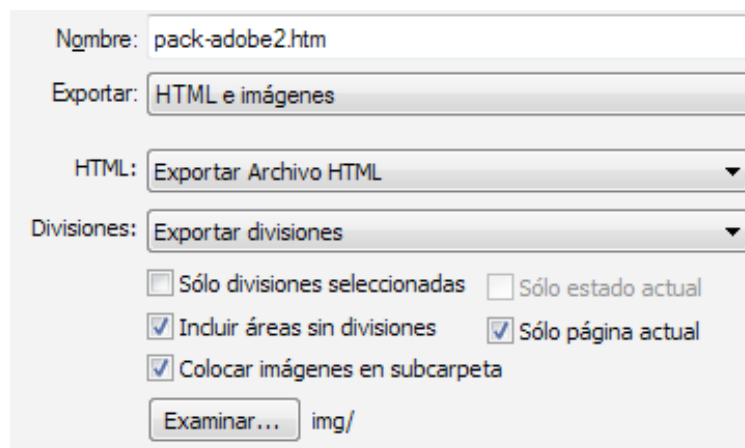 Nombre: pack-adobe2.htm
Exportar: HTML e imágenes
HTML: Exportar Archivo HTML
Divisiones: Exportar divisiones
Sólo divisiones seleccionadas Sólo estado actual
Incluir áreas sin divisiones Sólo página actual
Colocar imágenes en subcarpeta
Examinar... img/